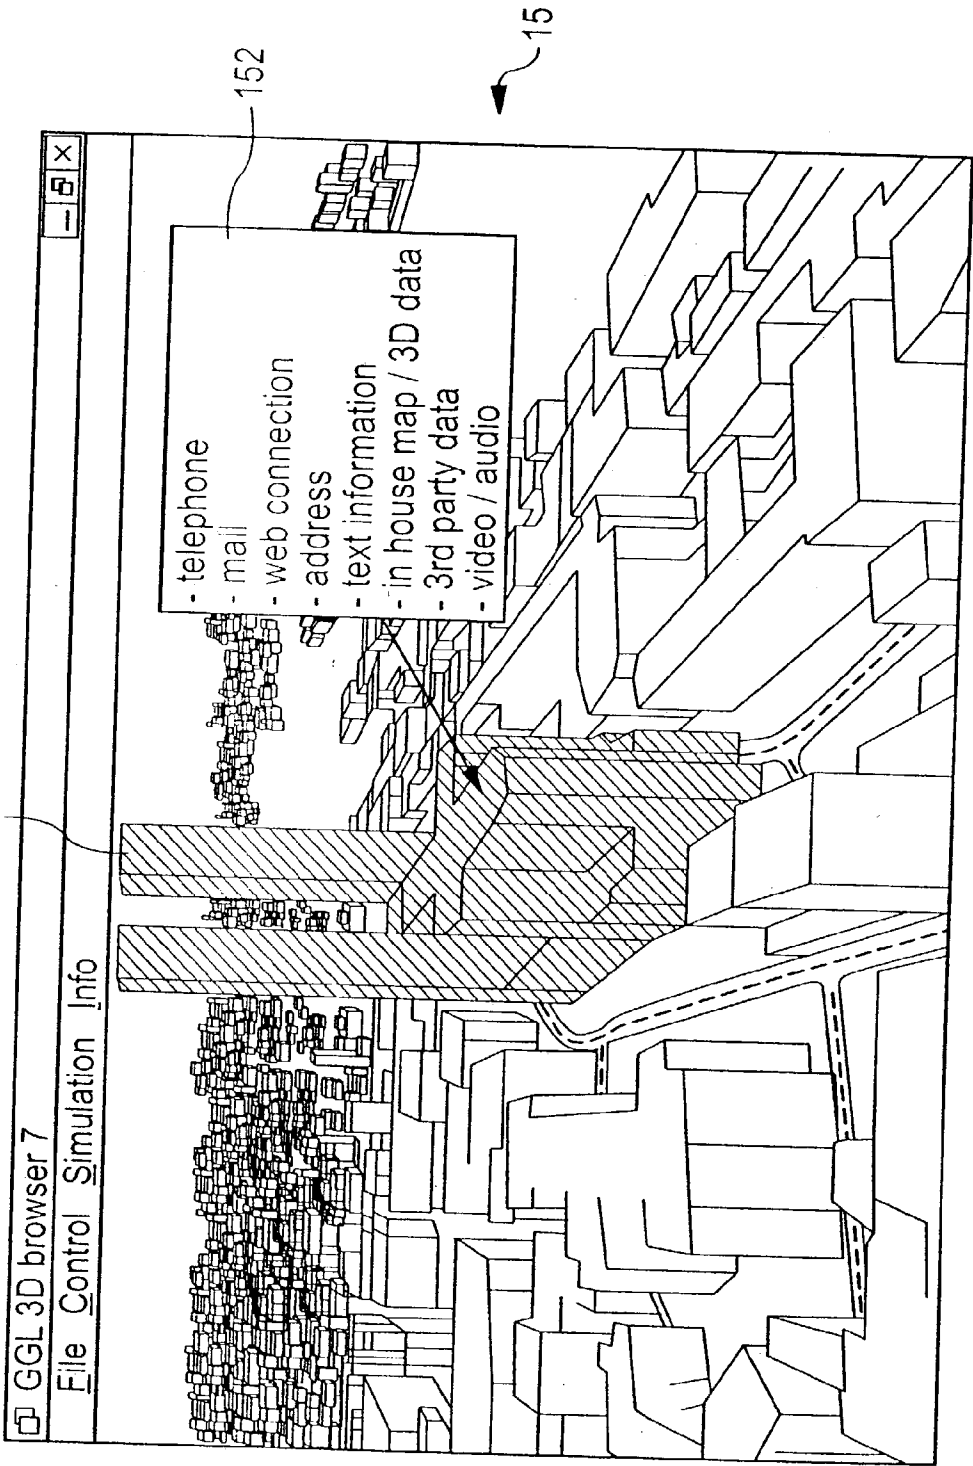 GGL 3D browser 7
File Control Simulation Info
- telephone
- mail
- web connection
- address
- text information
- in house map / 3D data
- 3rd party data
- video / audio
152
15